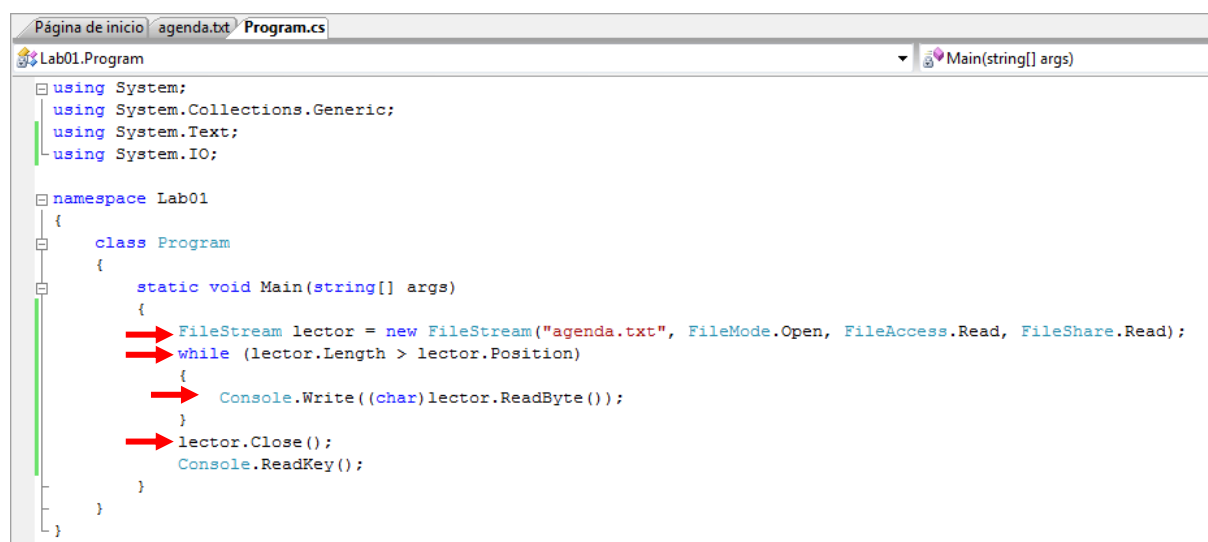 Página de inicio agenda.txt Program.cs
Lab01.Program Main(string[] args)
using System;
using System.Collections.Generic;
using System.Text;
using System.IO;
namespace Lab01
{
class Program
{
static void Main(string[] args)
{
FileStream lector = new FileStream("agenda.txt", FileMode.Open, FileAccess.Read, FileShare.Read);
while (lector.Length > lector.Position)
{
Console.Write((char)lector.ReadByte());
}
lector.Close();
Console.ReadKey();
}
}
}